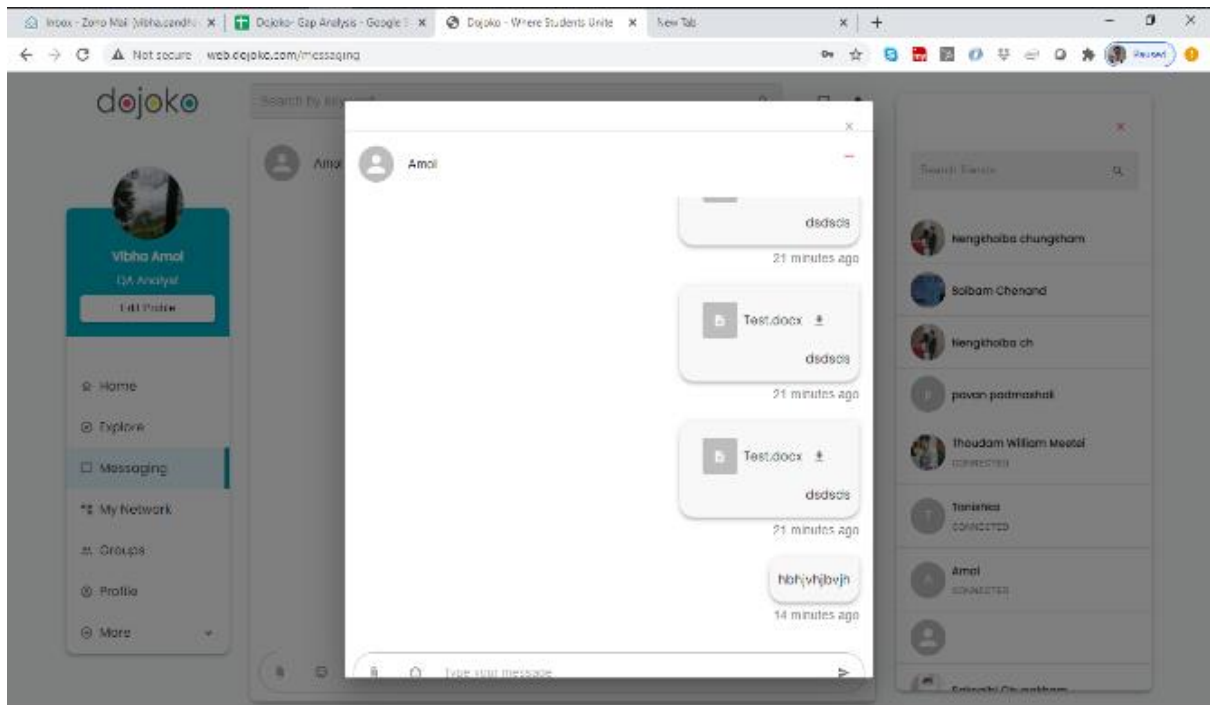 Inbox - Zoho Mail
Dojoko- Gap Analysis - Google
Dojoko - Where Students Unite
New Tab
Not secure
web.dojoko.com/messaging
Paused
dojoko
Search by
Vibha Amol
QA Analyst
Edit Profile
Home
Explore
Messaging
My Network
Groups
Profile
More
Amol
dsdsds
21 minutes ago
Test.docx
dsdsds
21 minutes ago
Test.docx
dsdsds
21 minutes ago
hbhjvhjbvjh
14 minutes ago
Type your message
Search friends
Nengkhoiba chungkham
Soibam Chenand
Nengkhoiba ch
pavan padmashali
Thoudam William Meetei
CONNECTED
T
Tanishka
CONNECTED
A
Amol
CONNECTED